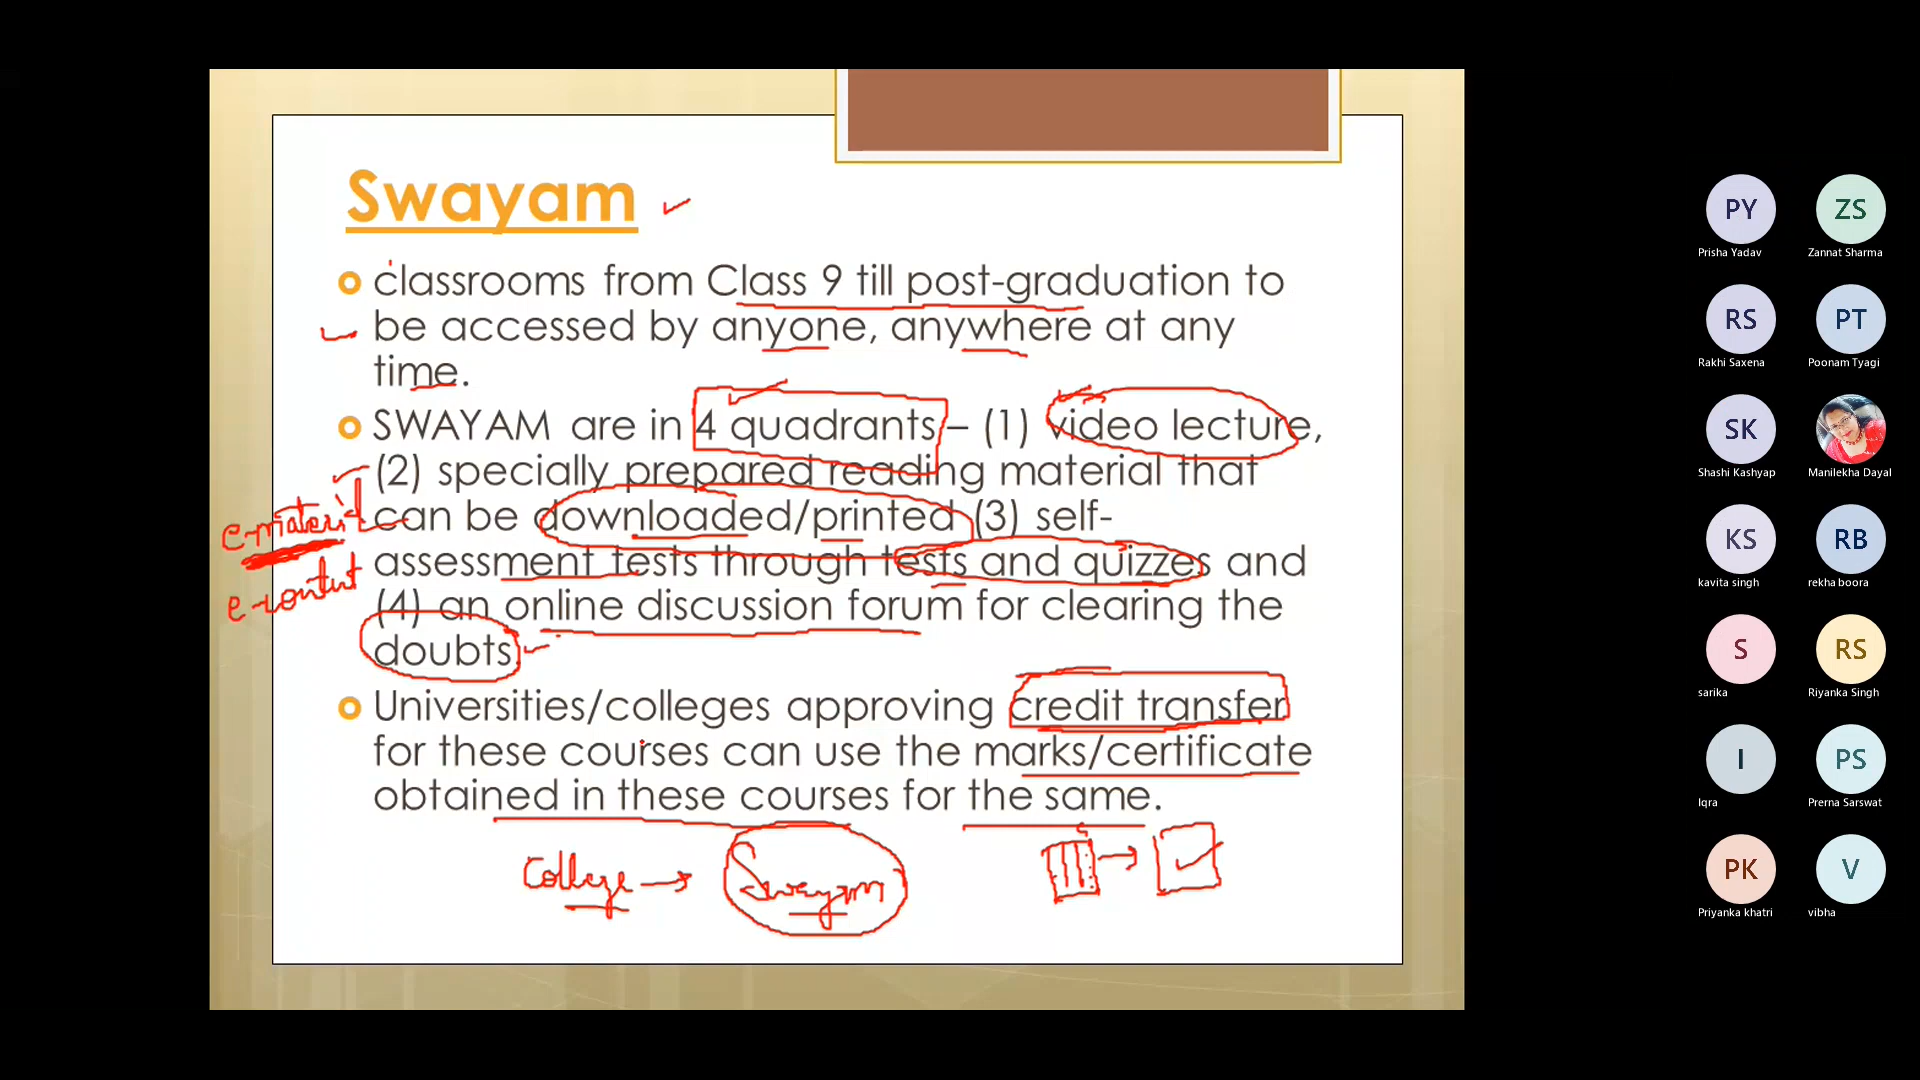 Swayam
classrooms from Class 9 till post-graduation to
be accessed by anyone, anywhere at any
time.
SWAYAM are in 4 quadrants – (1) video lecture,
(2) specially prepared reading material that
can be downloaded/printed (3) self-
assessment tests through tests and quizzes and
(4) an online discussion forum for clearing the
doubts.
Universities/colleges approving credit transfer
for these courses can use the marks/certificate
obtained in these courses for the same.
e-material
e-content
College → Swayam
PY
Prisha Yadav
ZS
Zannat Sharma
RS
Rakhi Saxena
PT
Poonam Tyagi
SK
Shashi Kashyap
Manilekha Dayal
KS
kavita singh
RB
rekha boora
S
sarika
RS
Riyanka Singh
I
Iqra
PS
Prerna Sarswat
PK
Priyanka khatri
V
vibha